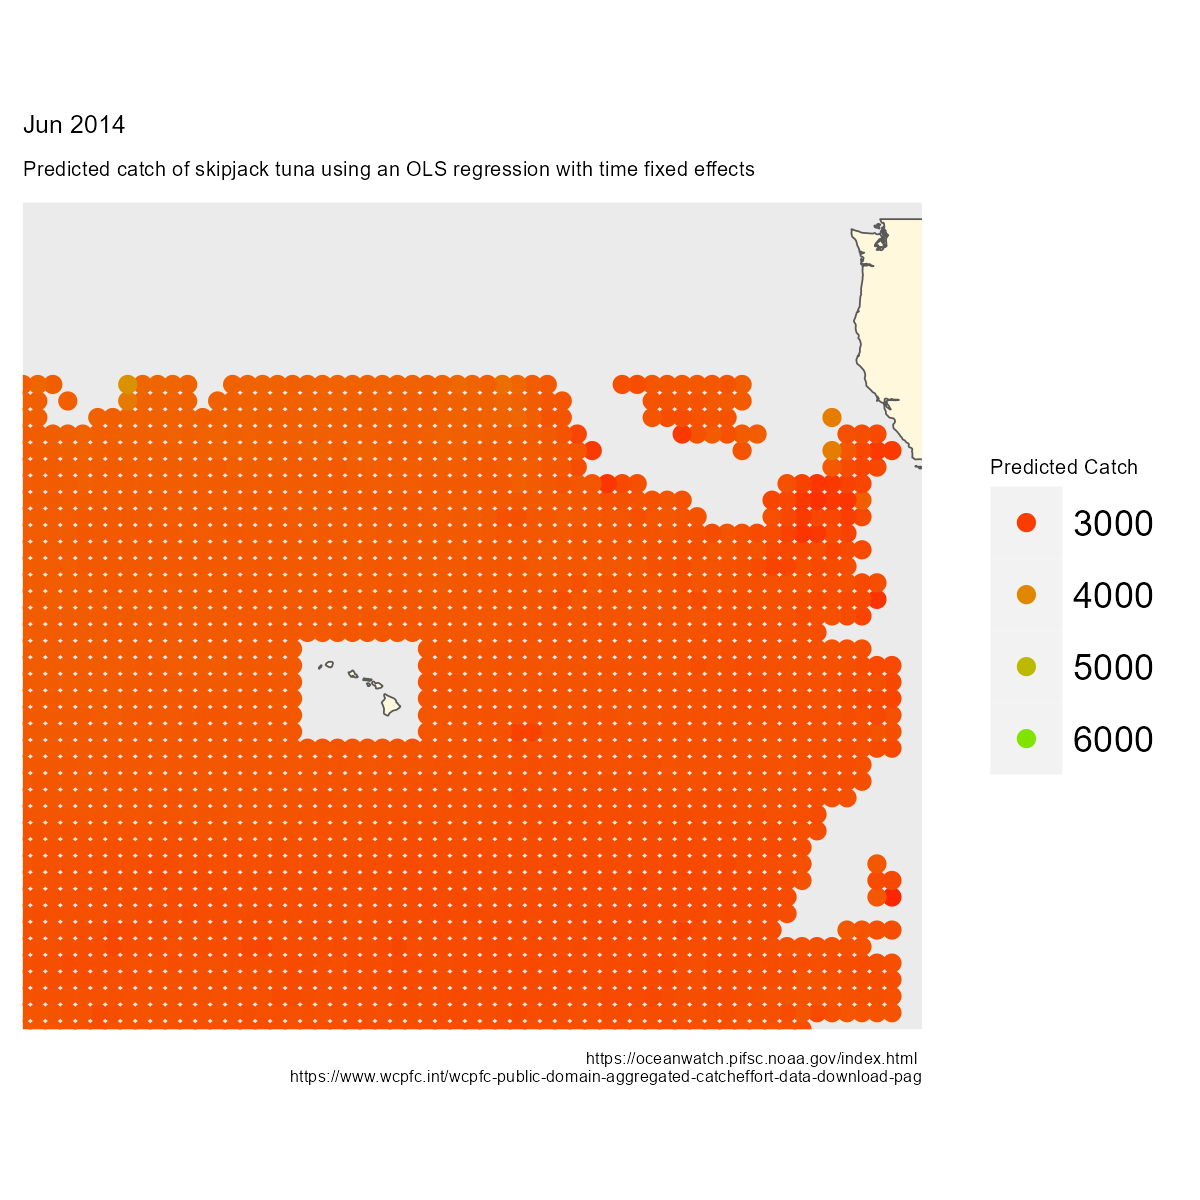 Jun 2014
Predicted catch of skipjack tuna using an OLS regression with time fixed effects
Predicted Catch
3000
4000
5000
6000
https://oceanwatch.pifsc.noaa.gov/index.html
https://www.wcpfc.int/wcpfc-public-domain-aggregated-catcheffort-data-download-pag